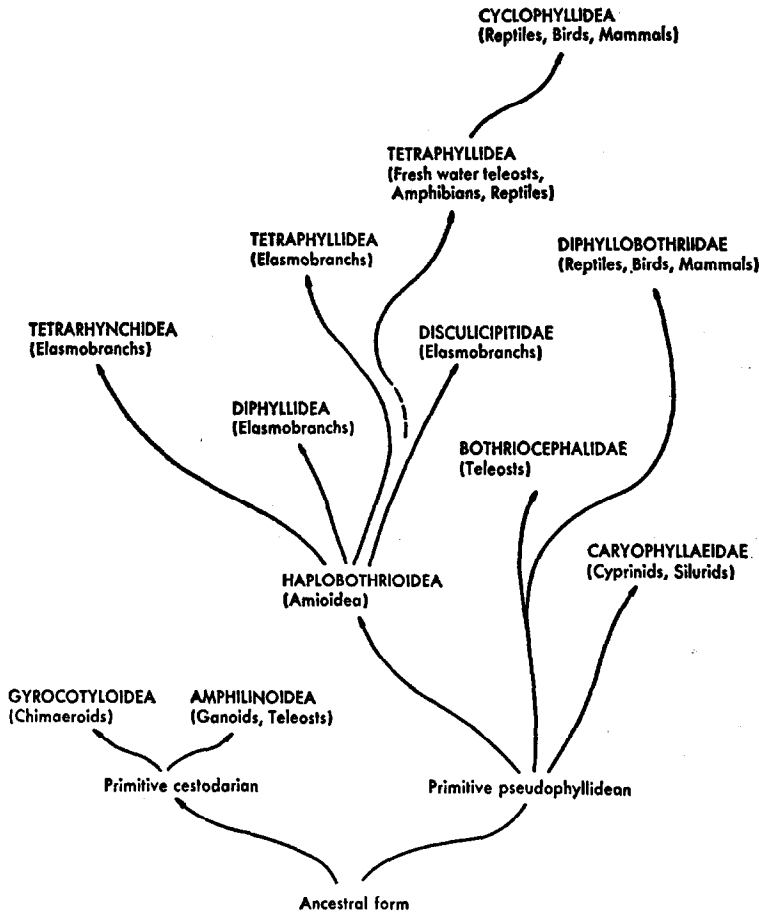 CYCLOPHYLLIDEA
(Reptiles, Birds, Mammals)
TETRAPHYLLIDEA
(Fresh water teleosts,
Amphibians, Reptiles)
TETRAPHYLLIDEA
(Elasmobranchs)
DIPHYLLOBOTHRIIDAE
(Reptiles, Birds, Mammals)
TETRARHYNCHIDEA
(Elasmobranchs)
DISCULICIPITIDAE
(Elasmobranchs)
DIPHYLLIDEA
(Elasmobranchs)
BOTHRIOCEPHALIDAE
(Teleosts)
CARYOPHYLLAEIDAE
(Cyprinids, Silurids)
HAPLOBOTHRIOIDEA
(Amioidea)
GYROCOTYLOIDEA
(Chimaeroids)
AMPHILINOIDEA
(Ganoids, Teleosts)
Primitive cestodarian
Primitive pseudophyllidean
Ancestral form